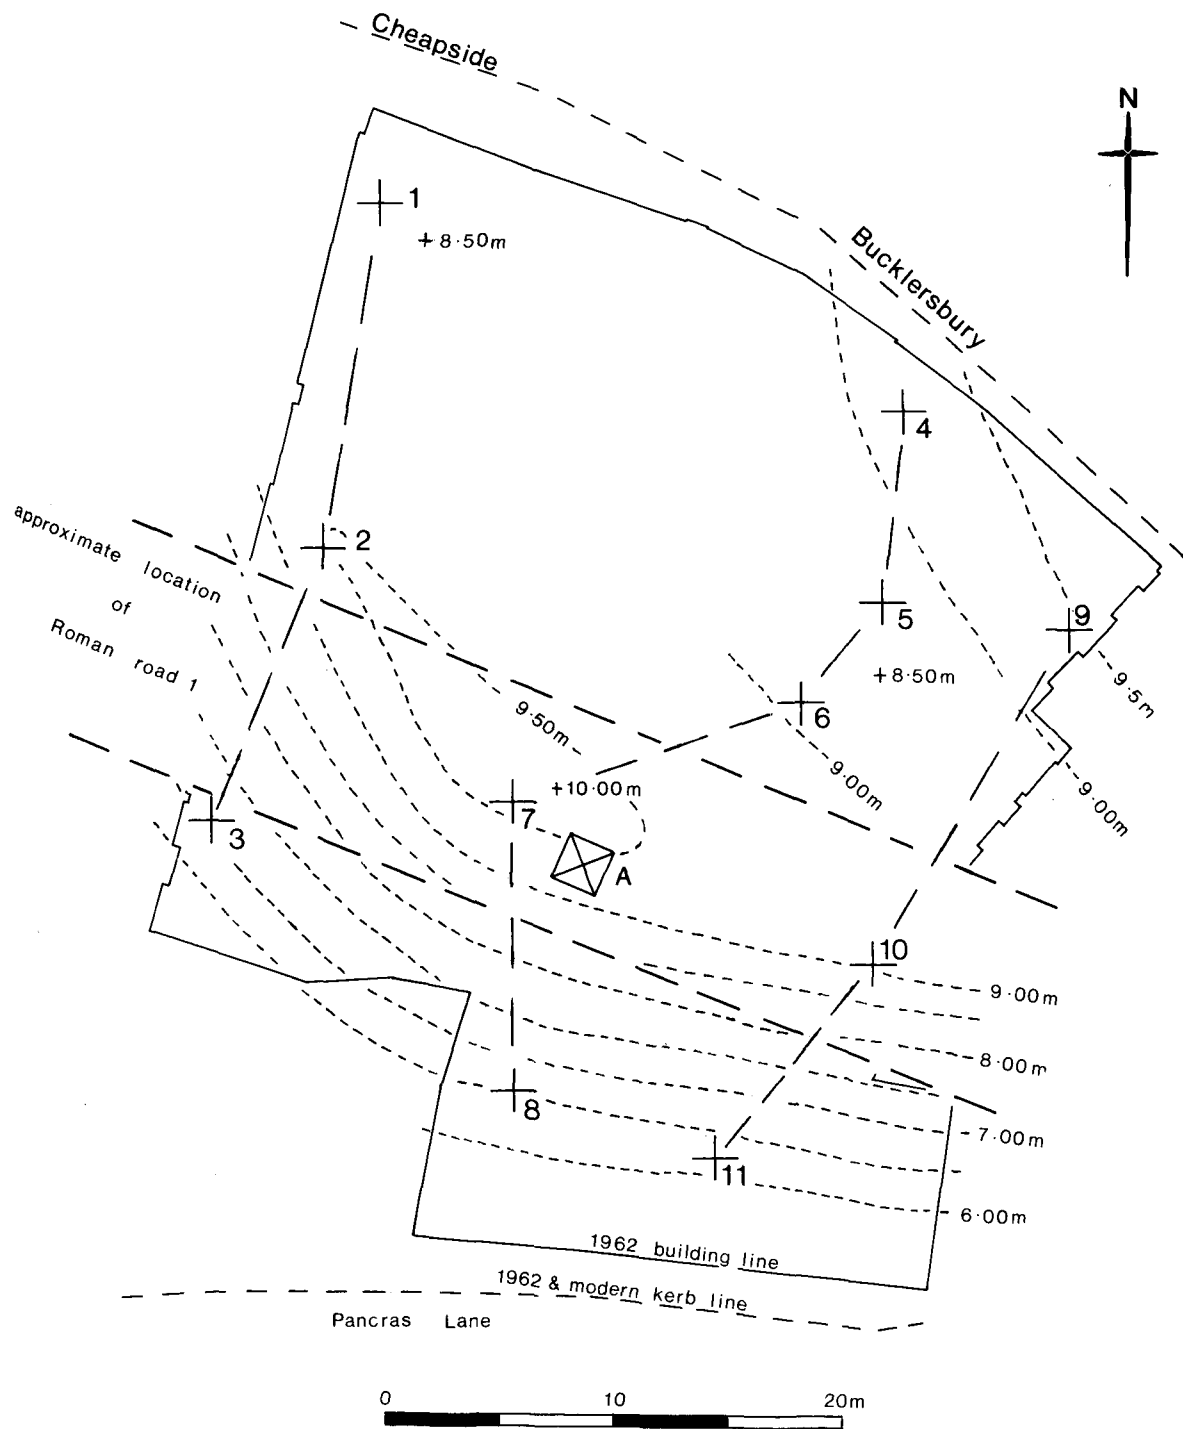 Cheapside
N
1
+8·50m
Bucklersbury
4
2
approximate location
of
Roman road 1
5
9
+8·50m
9·5m
6
9·50m
9·00m
9·00m
+10·00m
7
3
A
10
9·00m
8·00m
8
7·00m
11
6·00m
1962 building line
1962 & modern kerb line
Pancras Lane
0 10 20m